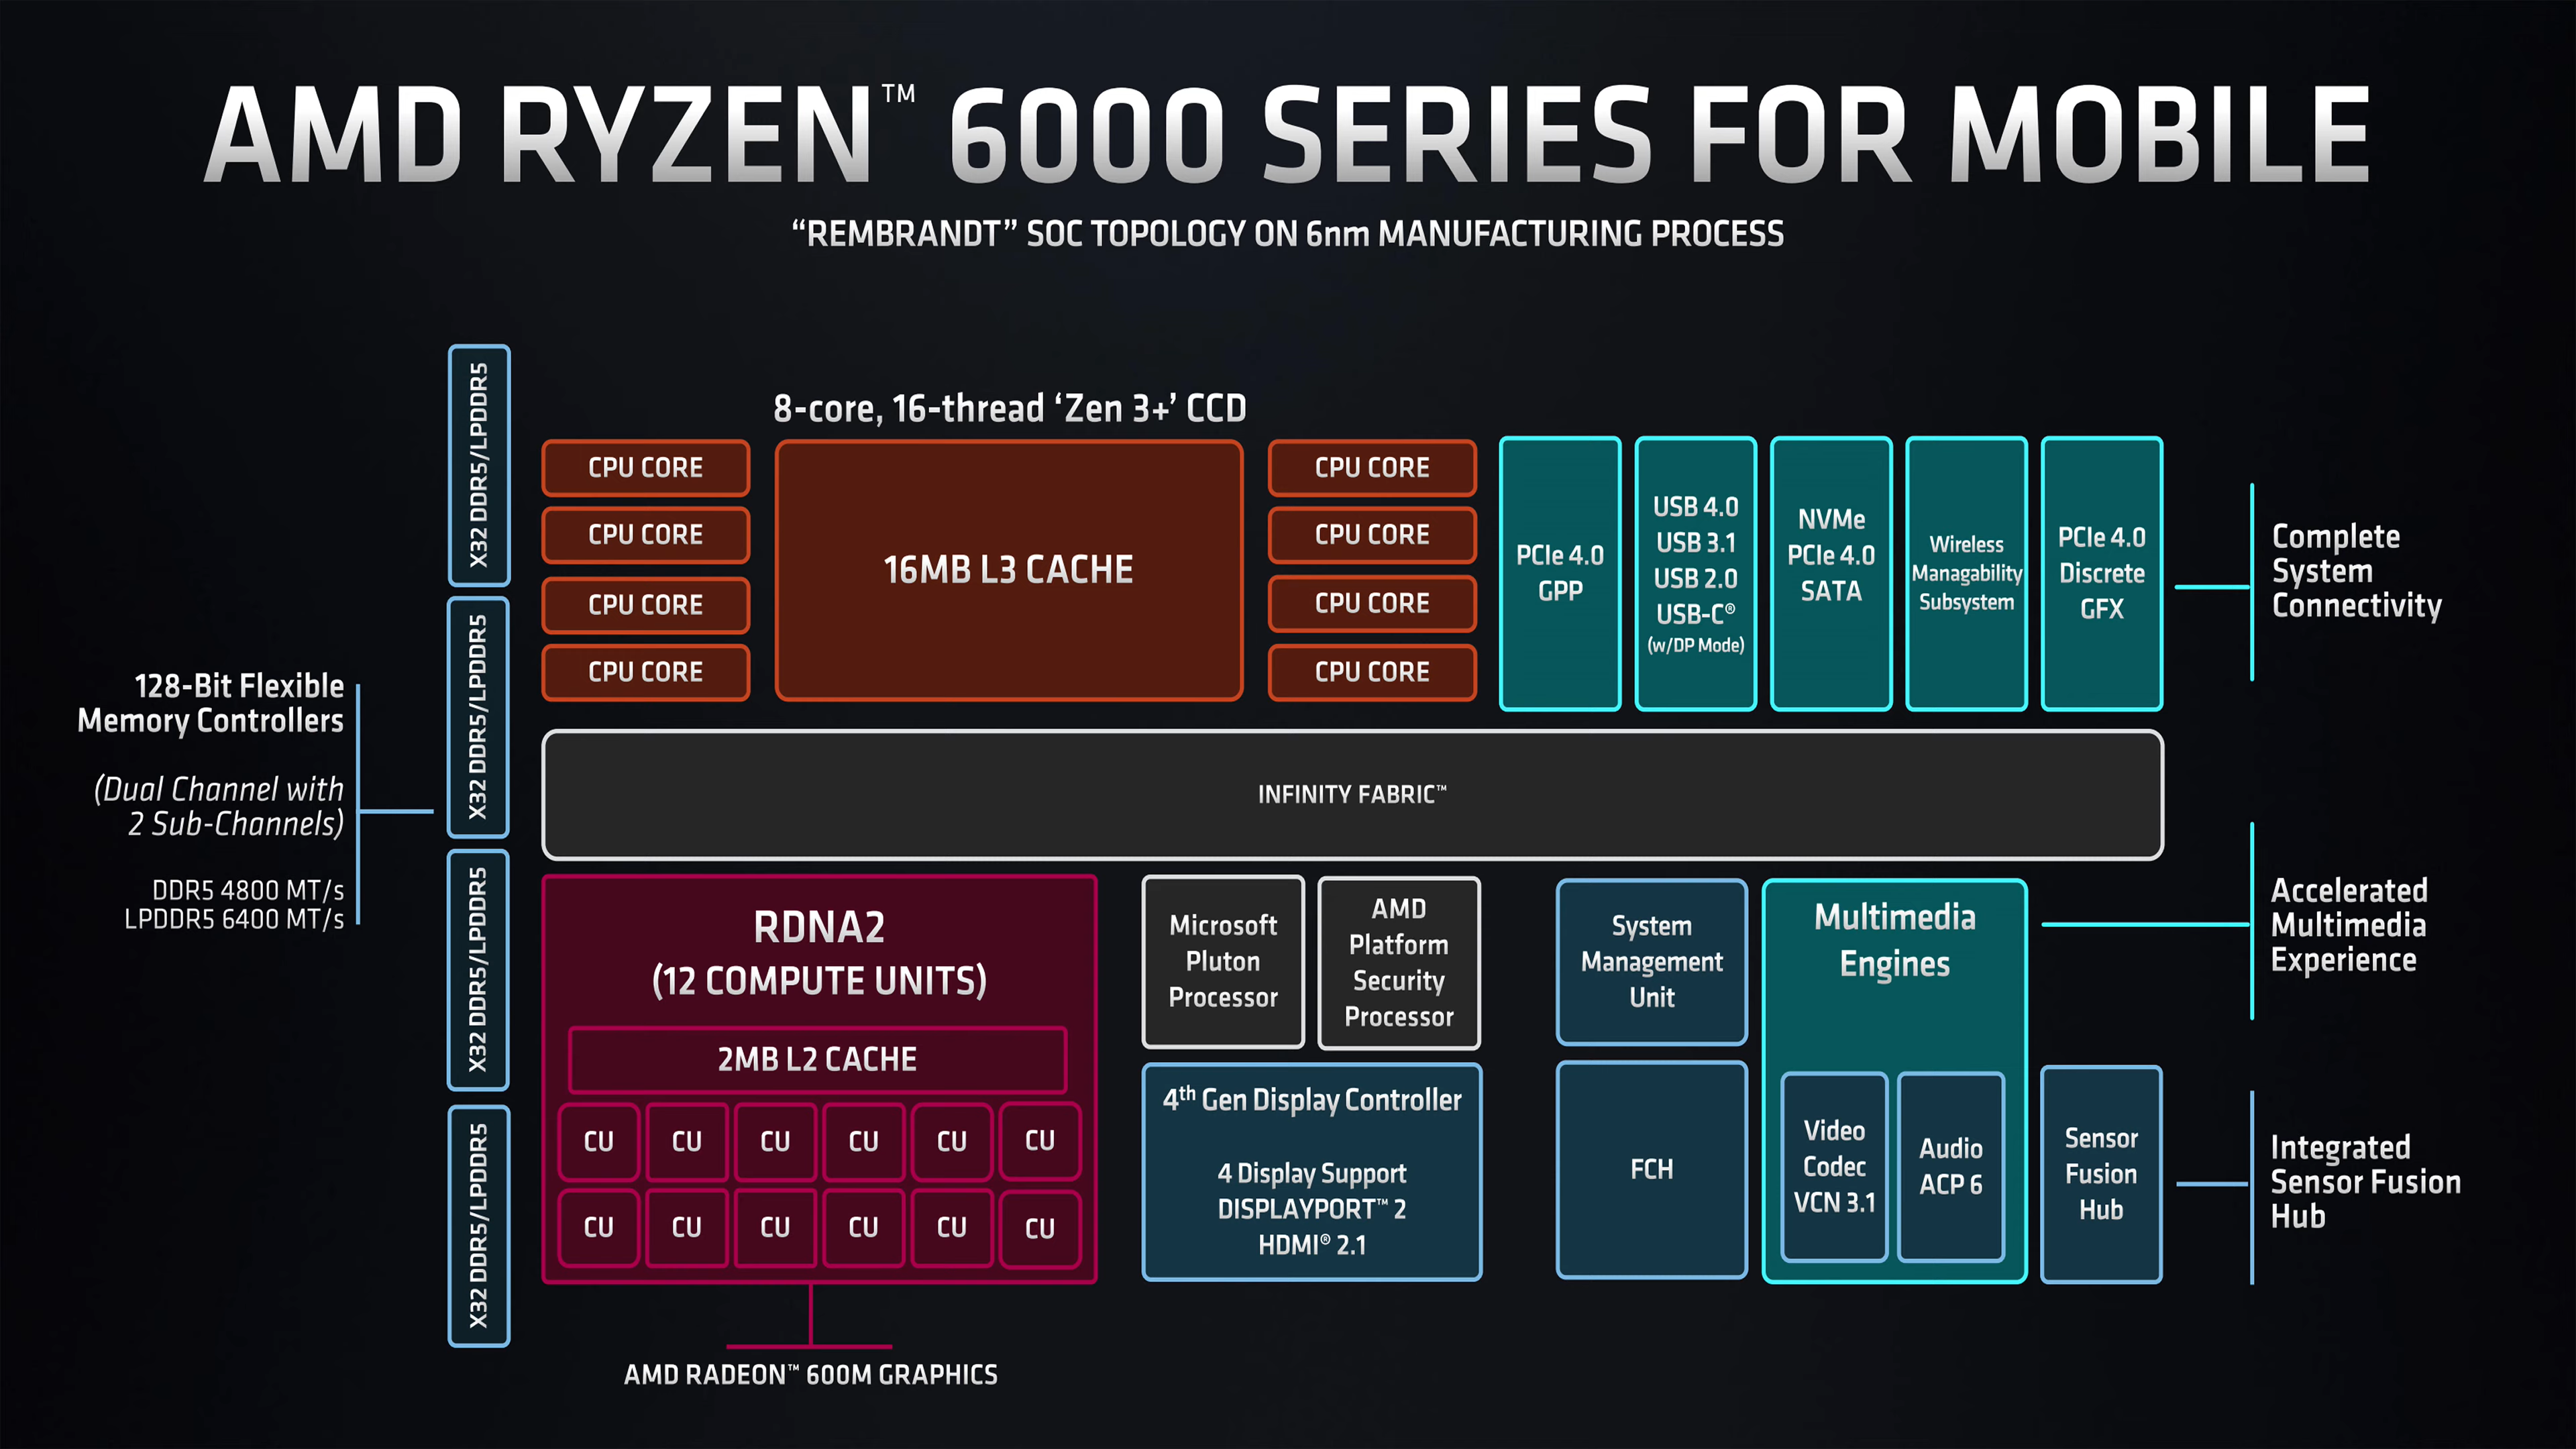 AMD RYZEN™ 6000 SERIES FOR MOBILE
“REMBRANDT” SOC TOPOLOGY ON 6nm MANUFACTURING PROCESS
128-Bit Flexible
Memory Controllers
(Dual Channel with
2 Sub-Channels)
DDR5 4800 MT/s
LPDDR5 6400 MT/s
X32 DDR5/LPDDR5
X32 DDR5/LPDDR5
X32 DDR5/LPDDR5
X32 DDR5/LPDDR5
8-core, 16-thread ‘Zen 3+’ CCD
CPU CORE
CPU CORE
CPU CORE
CPU CORE
16MB L3 CACHE
CPU CORE
CPU CORE
CPU CORE
CPU CORE
PCIe 4.0
GPP
USB 4.0
USB 3.1
USB 2.0
USB-C®
(w/DP Mode)
NVMe
PCIe 4.0
SATA
Wireless
Managability
Subsystem
PCIe 4.0
Discrete
GFX
Complete
System
Connectivity
INFINITY FABRIC™
RDNA2
(12 COMPUTE UNITS)
2MB L2 CACHE
CU CU CU CU CU CU
CU CU CU CU CU CU
AMD RADEON™ 600M GRAPHICS
Microsoft
Pluton
Processor
AMD
Platform
Security
Processor
4th Gen Display Controller
4 Display Support
DISPLAYPORT™ 2
HDMI® 2.1
System
Management
Unit
FCH
Multimedia
Engines
Video
Codec
VCN 3.1
Audio
ACP 6
Sensor
Fusion
Hub
Accelerated
Multimedia
Experience
Integrated
Sensor Fusion
Hub